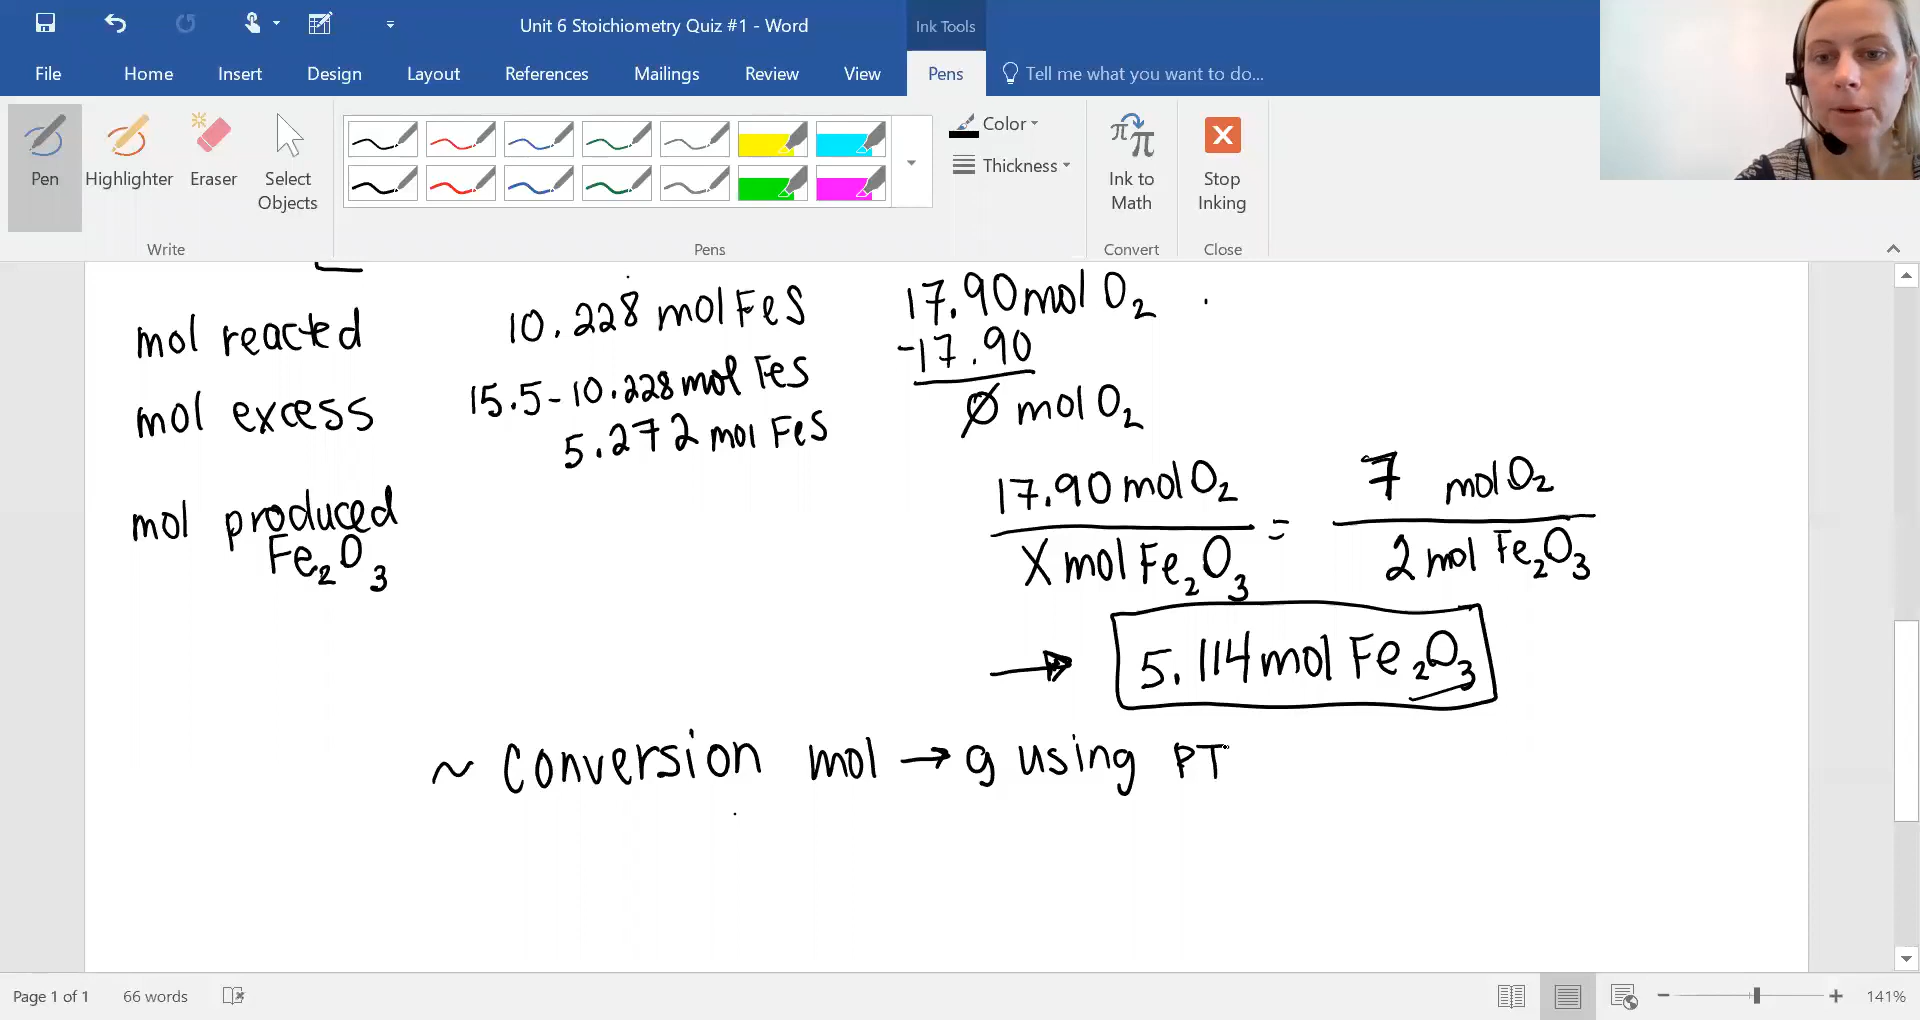 Unit 6 Stoichiometry Quiz #1 - Word
Ink Tools
File Home Insert Design Layout References Mailings Review View Pens Tell me what you want to do...
Pen Highlighter Eraser Select Objects
Color
Thickness
Ink to Math
Stop Inking
Write Pens Convert Close
mol reacted 10.228 mol FeS 17.90 mol O₂
-17.90
mol excess 15.5 - 10.228 mol FeS
5.272 mol FeS Ø mol O₂
17.90 mol O₂ = 7 mol O₂
X mol Fe₂O₃ 2 mol Fe₂O₃
mol produced
Fe₂O₃
→ 5.114 mol Fe₂O₃
~ Conversion mol → g using PT
Page 1 of 1 66 words 141%